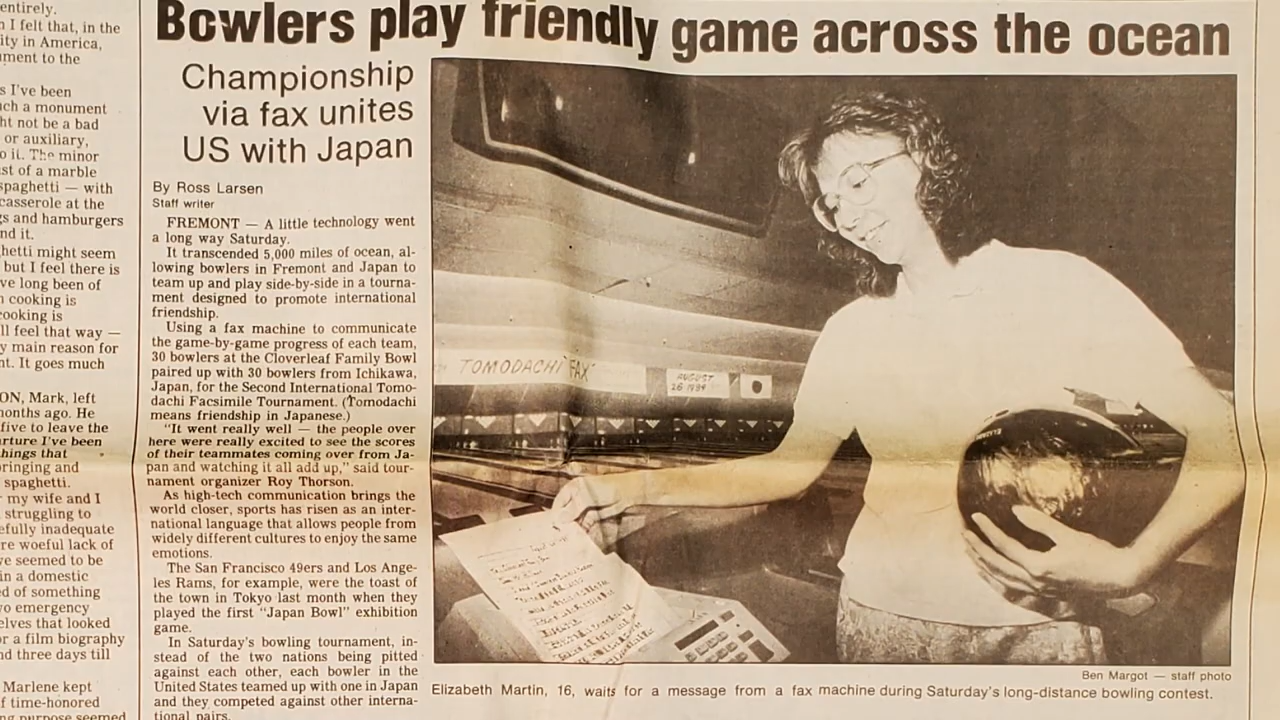 entirely.
I felt that, in the
ity in America,
ment to the
s I've been
ch a monument
ht not be a bad
or auxiliary,
o it. The minor
st of a marble
spaghetti — with
casserole at the
gs and hamburgers
nd it.
hetti might seem
but I feel there is
ve long been of
n cooking is
cooking is
ll feel that way —
y main reason for
nt. It goes much
ON, Mark, left
months ago. He
five to leave the
rture I've been
hings that
bringing and
spaghetti.
my wife and I
struggling to
efully inadequate
re woeful lack of
ve seemed to be
in a domestic
ed of something
wo emergency
elves that looked
or a film biography
nd three days till
Marlene kept
f time-honored
ng purpose seemed
Bowlers play friendly game across the ocean
Championship
via fax unites
US with Japan
By Ross Larsen
Staff writer
FREMONT — A little technology went
a long way Saturday.
It transcended 5,000 miles of ocean, al-
lowing bowlers in Fremont and Japan to
team up and play side-by-side in a tourna-
ment designed to promote international
friendship.
Using a fax machine to communicate
the game-by-game progress of each team,
30 bowlers at the Cloverleaf Family Bowl
paired up with 30 bowlers from Ichikawa,
Japan, for the Second International Tomo-
dachi Facsimile Tournament. (Tomodachi
means friendship in Japanese.)
"It went really well — the people over
here were really excited to see the scores
of their teammates coming over from Ja-
pan and watching it all add up," said tour-
nament organizer Roy Thorson.
As high-tech communication brings the
world closer, sports has risen as an inter-
national language that allows people from
widely different cultures to enjoy the same
emotions.
The San Francisco 49ers and Los Ange-
les Rams, for example, were the toast of
the town in Tokyo last month when they
played the first "Japan Bowl" exhibition
game.
In Saturday's bowling tournament, in-
stead of the two nations being pitted
against each other, each bowler in the
United States teamed up with one in Japan
and they competed against other interna-
tional pairs.
TOMODACHI FAX
AUGUST
26 1989
Ben Margot — staff photo
Elizabeth Martin, 16, waits for a message from a fax machine during Saturday's long-distance bowling contest.